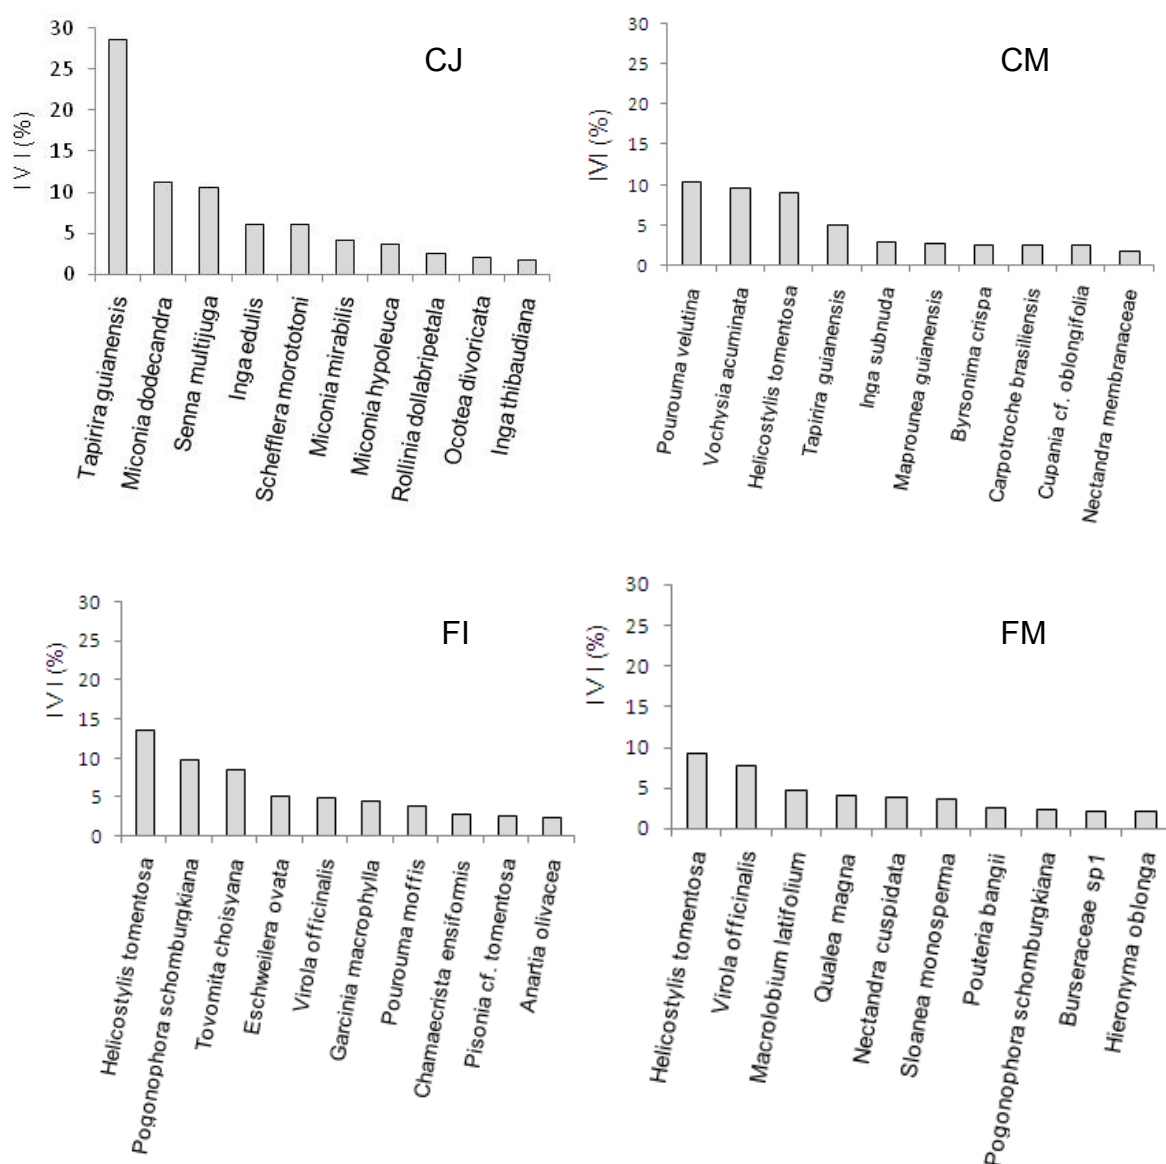 CJ
I V I (%)
30
25
20
15
10
5
0
Tapirira guianensis
Miconia dodecandra
Senna multijuga
Inga edulis
Schefflera morototoni
Miconia mirabilis
Miconia hypoleuca
Rollinia dollabripetala
Ocotea divoricata
Inga thibaudiana
CM
IVI (%)
30
25
20
15
10
5
0
Pourouma velutina
Vochysia acuminata
Helicostylis tomentosa
Tapirira guianensis
Inga subnuda
Maprounea guianensis
Byrsonima crispa
Carpotroche brasiliensis
Cupania cf. oblongifolia
Nectandra membranaceae
FI
I V I (%)
30
25
20
15
10
5
0
Helicostylis tomentosa
Pogonophora schomburgkiana
Tovomita choisyana
Eschweilera ovata
Virola officinalis
Garcinia macrophylla
Pourouma moffis
Chamaecrista ensiformis
Pisonia cf. tomentosa
Anartia olivacea
FM
I V I (%)
30
25
20
15
10
5
0
Helicostylis tomentosa
Virola officinalis
Macrolobium latifolium
Qualea magna
Nectandra cuspidata
Sloanea monosperma
Pouteria bangii
Pogonophora schomburgkiana
Burseraceae sp1
Hieronyma oblonga